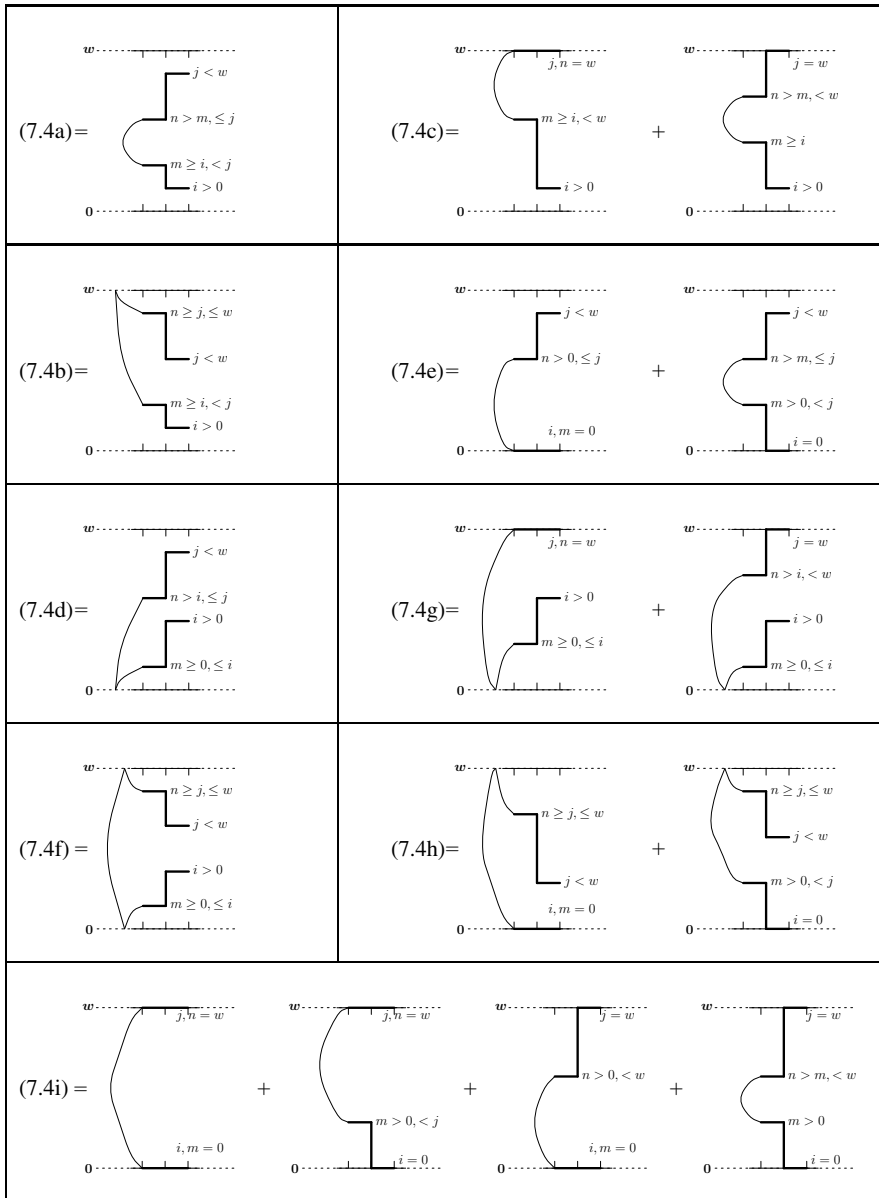 w
j < w
n > m, ≤ j
(7.4a)=
m ≥ i, < j
i > 0
0
w
j, n = w
(7.4c)=
m ≥ i, < w
i > 0
0
+
w
j = w
n > m, < w
m ≥ i
i > 0
0
w
n ≥ j, ≤ w
j < w
(7.4b)=
m ≥ i, < j
i > 0
0
w
j < w
n > 0, ≤ j
(7.4e)=
i, m = 0
0
+
w
j < w
n > m, ≤ j
m > 0, < j
i = 0
0
w
j < w
n > i, ≤ j
(7.4d)=
i > 0
m ≥ 0, ≤ i
0
w
j, n = w
(7.4g)=
i > 0
m ≥ 0, ≤ i
0
+
w
j = w
n > i, < w
i > 0
m ≥ 0, ≤ i
0
w
n ≥ j, ≤ w
j < w
(7.4f) =
i > 0
m ≥ 0, ≤ i
0
w
n ≥ j, ≤ w
(7.4h)=
j < w
i, m = 0
0
+
w
n ≥ j, ≤ w
j < w
m > 0, < j
i = 0
0
w
j, n = w
(7.4i) =
i, m = 0
0
+
w
j, n = w
m > 0, < j
i = 0
0
+
w
j = w
n > 0, < w
i, m = 0
0
+
w
j = w
n > m, < w
m > 0
i = 0
0